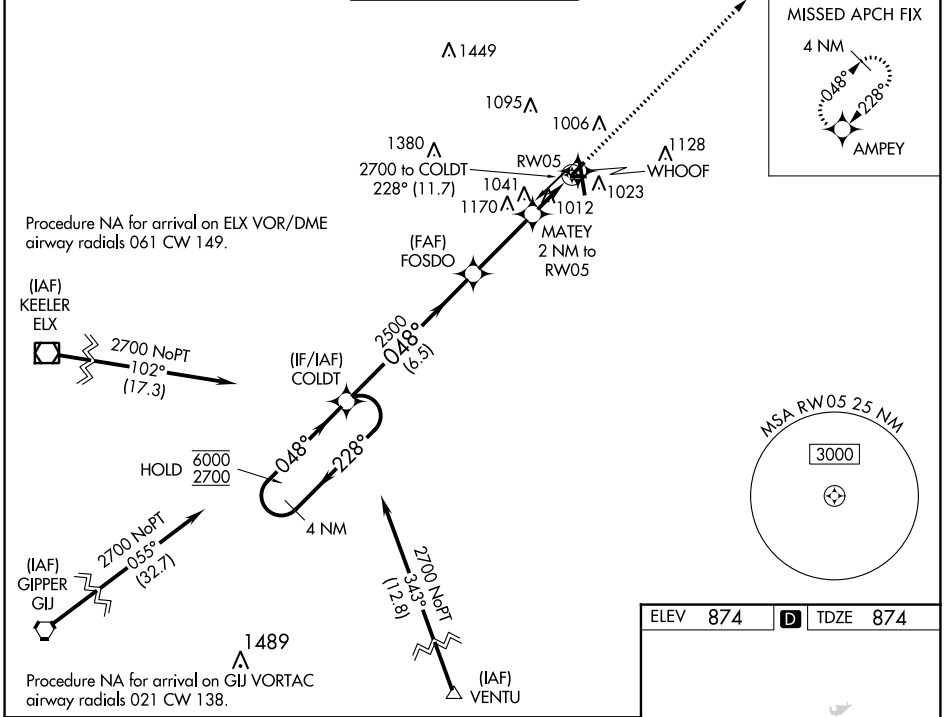 MISSED APCH FIX
4 NM
048°
228°
AMPEY
1449
1095
1006
1380
2700 to COLDT
228° (11.7)
RW05
1128
WHOOF
1041
1023
1170
1012
MATEY
2 NM to
RW05
Procedure NA for arrival on ELX VOR/DME
airway radials 061 CW 149.
(FAF)
FOSDO
(IAF)
KEELER
ELX
2700 NoPT
102°
(17.3)
2500
048°
(6.5)
(IF/IAF)
COLDT
MSA RW05 25 NM
3000
HOLD
6000
2700
048°
228°
4 NM
2700 NoPT
055°
(32.7)
(IAF)
GIPPER
GIJ
2700 NoPT
343°
(12.8)
1489
Procedure NA for arrival on GIJ VORTAC
airway radials 021 CW 138.
(IAF)
VENTU
ELEV 874 D TDZE 874